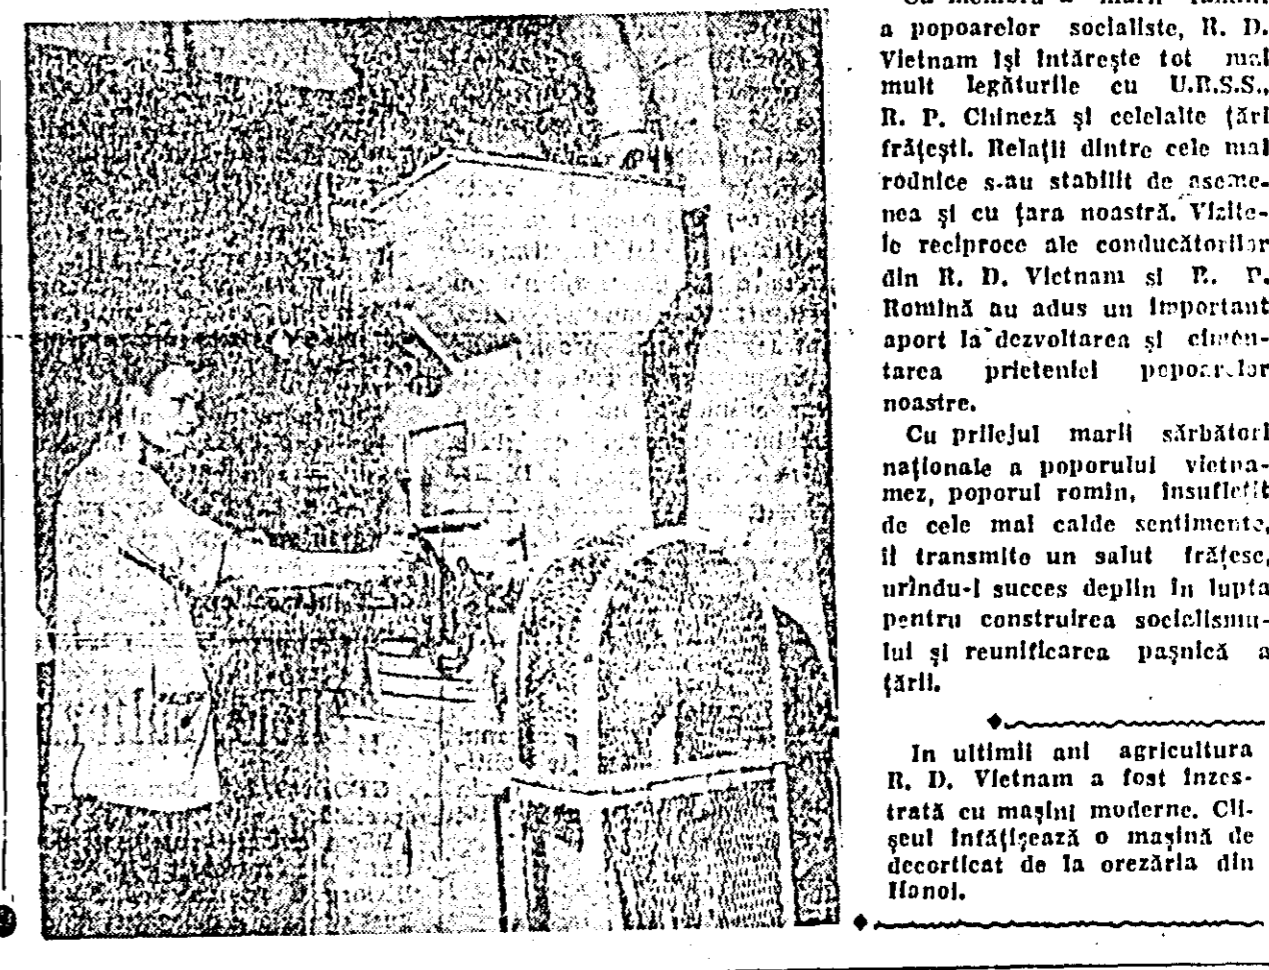 Ca membră a marii familii
a popoarelor socialiste, R. D.
Vietnam își întărește tot mai
mult legăturile cu U.R.S.S.,
R. P. Chineză și celelalte țări
frățești. Relații dintre cele mai
rodnice s-au stabilit de aseme-
nea și cu țara noastră. Vizite-
le reciproce ale conducătorilor
din R. D. Vietnam si R. P.
Romînă au adus un important
aport la dezvoltarea și cimen-
tarea prieteniei popoarelor
noastre.
Cu prilejul marii sărbători
naționale a poporului vietna-
mez, poporul romîn, însuflețit
de cele mai calde sentimente,
îi transmite un salut frățesc,
urîndu-i succes deplin în lupta
pentru construirea socialismu-
lui și reunificarea pașnică a
țării.
In ultimii ani agricultura
R. D. Vietnam a fost înzes-
trată cu mașini moderne. Cli-
șeul înfățișează o mașină de
decorticat de la orezăria din
Hanoi.